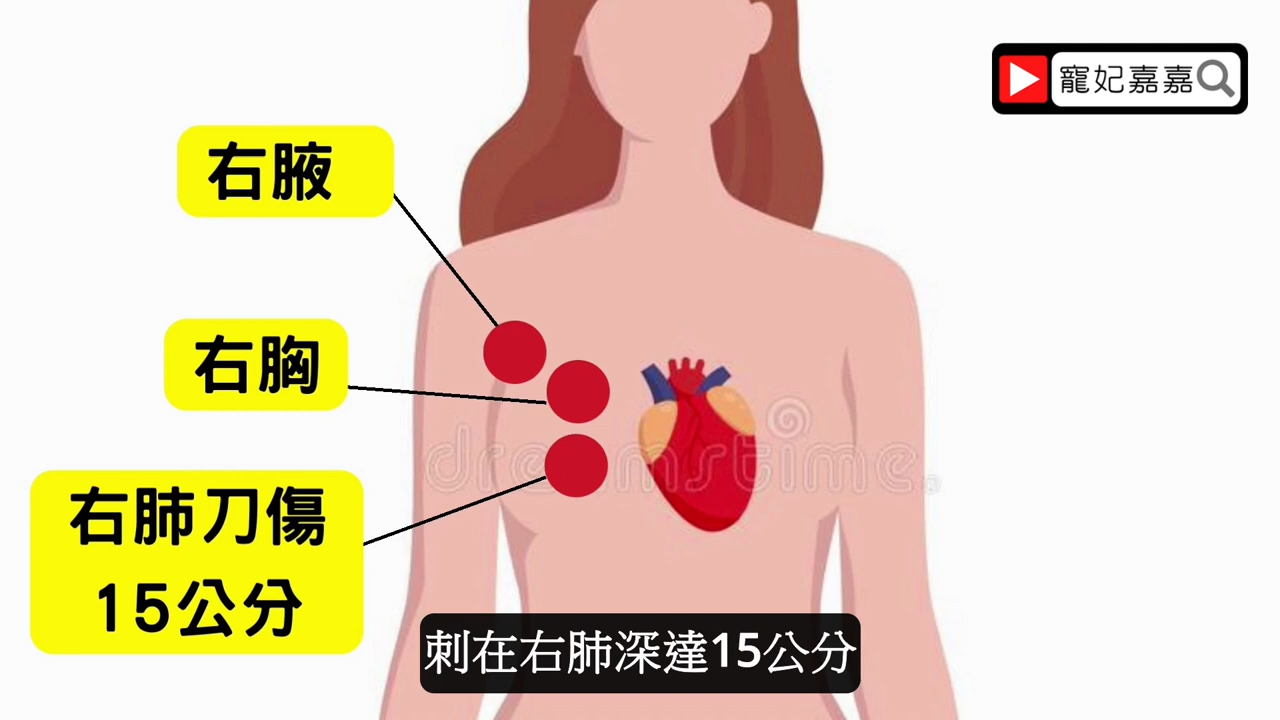 寵妃嘉嘉
右腋
右胸
右肺刀傷
15公分
dreamstime.
刺在右肺深達15公分